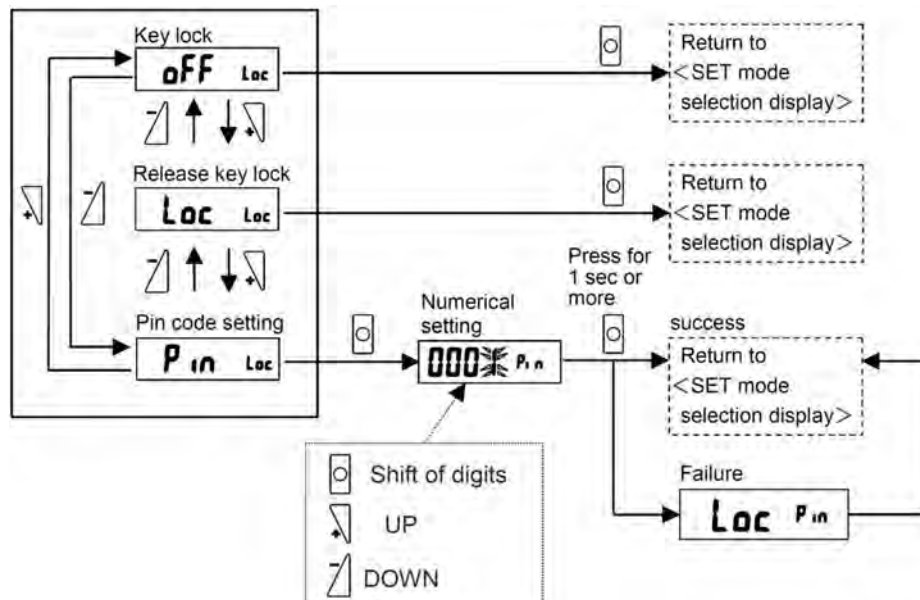 Key lock
oFF Loc
Return to
<SET mode
selection display>
- +
Release key lock
Loc Loc
Return to
<SET mode
selection display>
+ -
- +
Press for
1 sec or
more
Pin code setting
Pin Loc
Numerical
setting
000 Pin
success
Return to
<SET mode
selection display>
Shift of digits
+ UP
- DOWN
Failure
Loc Pin